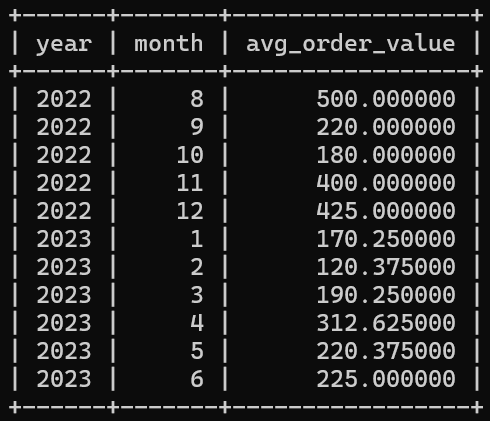 +------+-------+-----------------+
| year | month | avg_order_value |
+------+-------+-----------------+
| 2022 |     8 |      500.000000 |
| 2022 |     9 |      220.000000 |
| 2022 |    10 |      180.000000 |
| 2022 |    11 |      400.000000 |
| 2022 |    12 |      425.000000 |
| 2023 |     1 |      170.250000 |
| 2023 |     2 |      120.375000 |
| 2023 |     3 |      190.250000 |
| 2023 |     4 |      312.625000 |
| 2023 |     5 |      220.375000 |
| 2023 |     6 |      225.000000 |
+------+-------+-----------------+